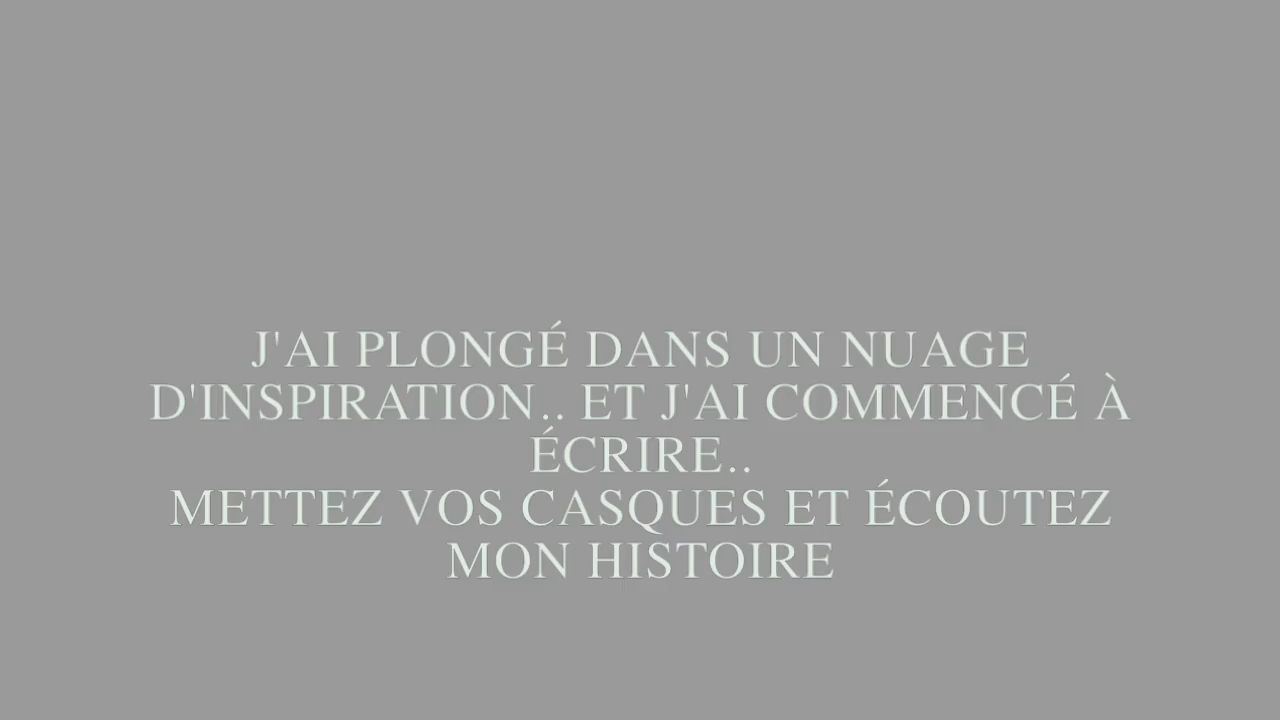 J'AI PLONGÉ DANS UN NUAGE
D'INSPIRATION.. ET J'AI COMMENCÉ À
ÉCRIRE..
METTEZ VOS CASQUES ET ÉCOUTEZ
MON HISTOIRE